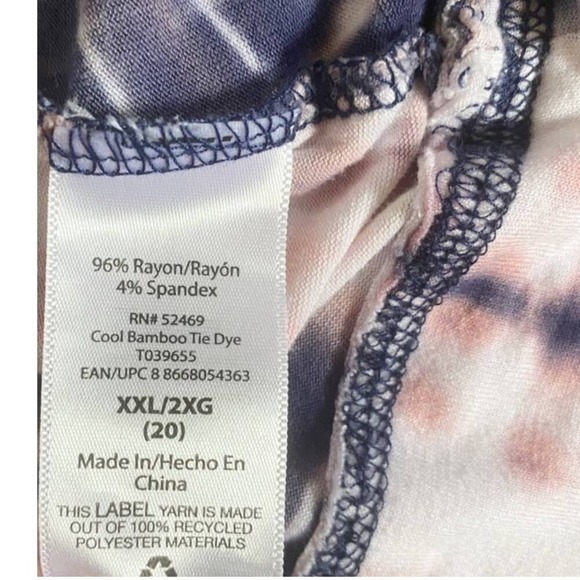 96% Rayon/Rayón
4% Spandex
RN# 52469
Cool Bamboo Tie Dye
T039655
EAN/UPC 8 8668054363
XXL/2XG
(20)
Made In/Hecho En
China
THIS LABEL YARN IS MADE
OUT OF 100% RECYCLED
POLYESTER MATERIALS